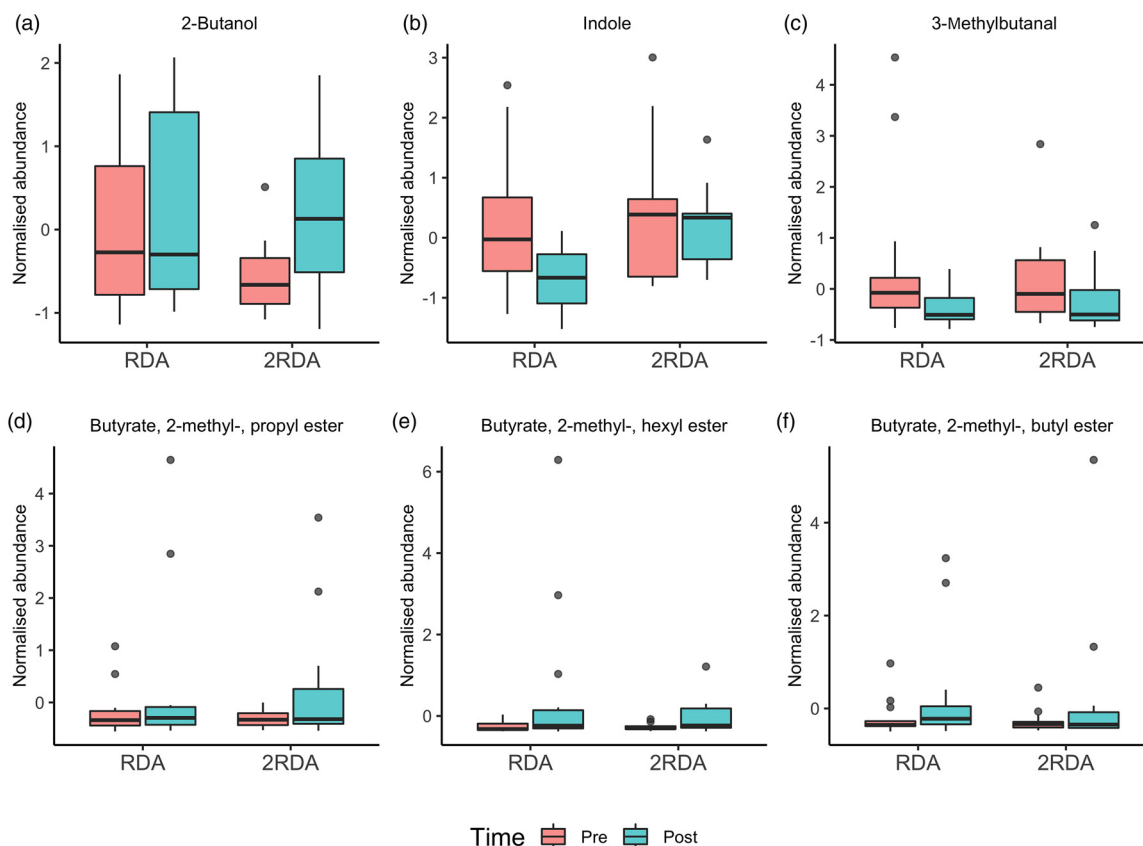 (a) 2-Butanol
Normalised abundance
2
1
0
-1
RDA 2RDA
(b) Indole
Normalised abundance
3
2
1
0
-1
RDA 2RDA
(c) 3-Methylbutanal
Normalised abundance
4
3
2
1
0
-1
RDA 2RDA
(d) Butyrate, 2-methyl-, propyl ester
Normalised abundance
4
3
2
1
0
RDA 2RDA
(e) Butyrate, 2-methyl-, hexyl ester
Normalised abundance
6
4
2
0
RDA 2RDA
(f) Butyrate, 2-methyl-, butyl ester
Normalised abundance
4
2
0
RDA 2RDA
Time Pre Post